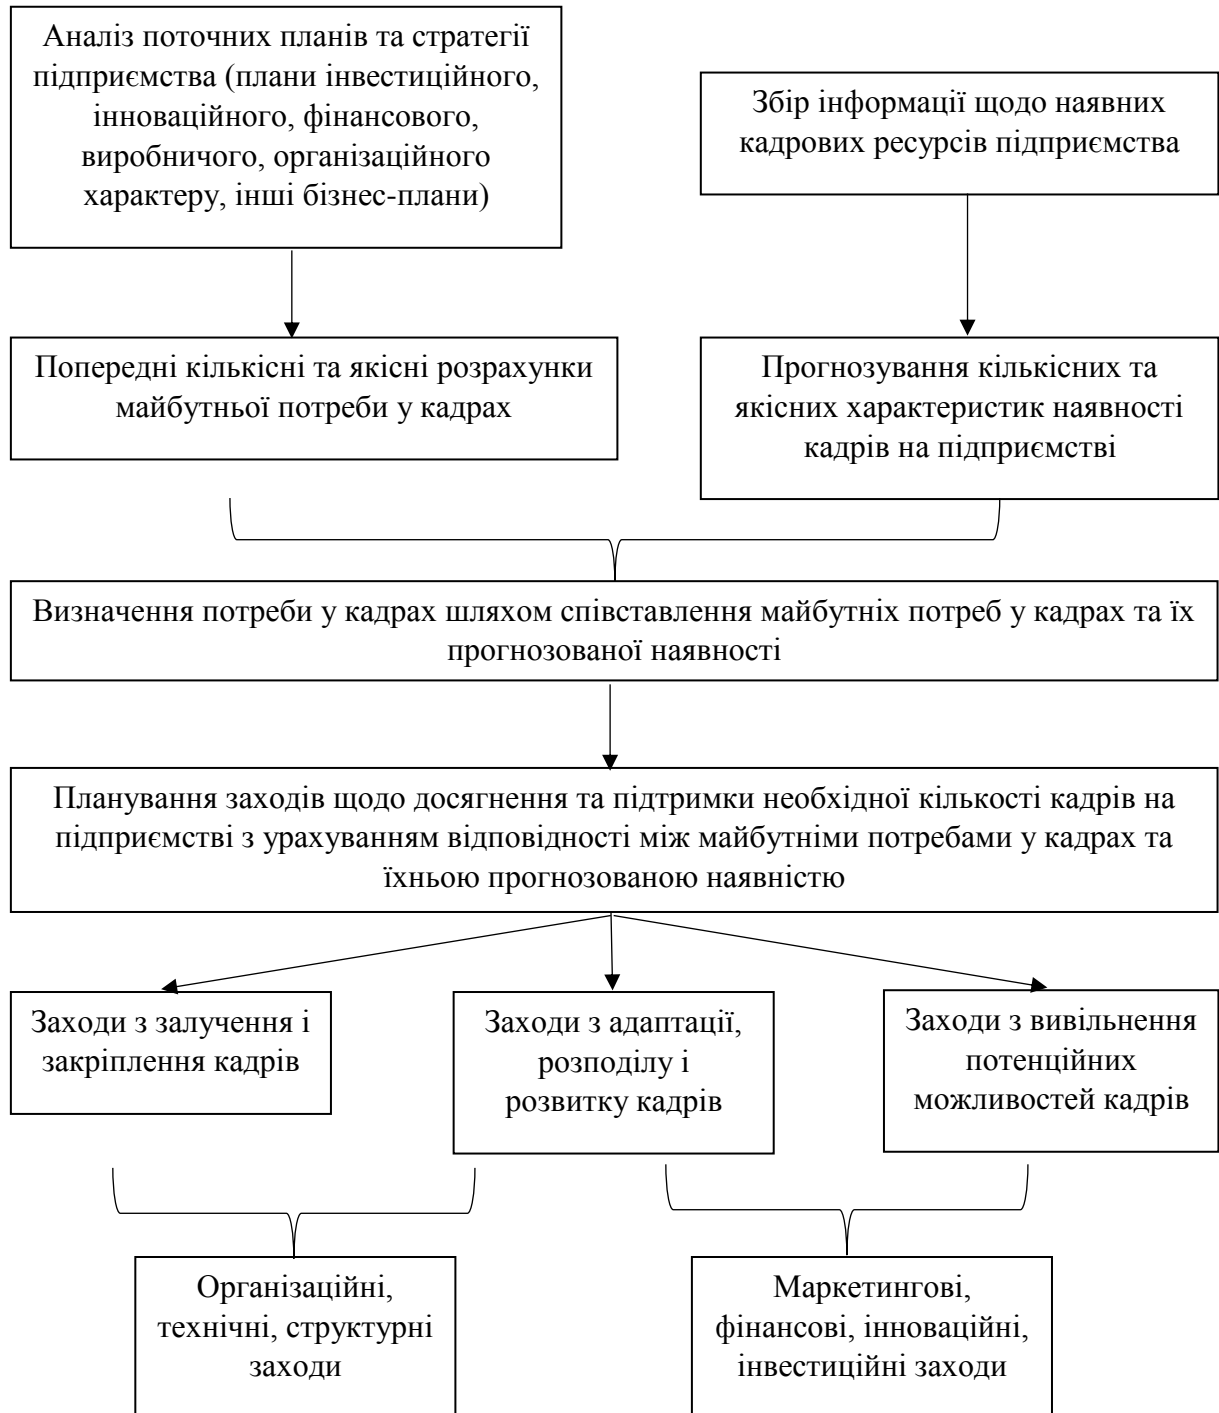 Аналіз поточних планів та стратегії
підприємства (плани інвестиційного,
інноваційного, фінансового,
виробничого, організаційного
характеру, інші бізнес-плани)
Збір інформації щодо наявних
кадрових ресурсів підприємства
Попередні кількісні та якісні розрахунки
майбутньої потреби у кадрах
Прогнозування кількісних та
якісних характеристик наявності
кадрів на підприємстві
Визначення потреби у кадрах шляхом співставлення майбутніх потреб у кадрах та їх
прогнозованої наявності
Планування заходів щодо досягнення та підтримки необхідної кількості кадрів на
підприємстві з урахуванням відповідності між майбутніми потребами у кадрах та
їхньою прогнозованою наявністю
Заходи з залучення і
закріплення кадрів
Заходи з адаптації,
розподілу і
розвитку кадрів
Заходи з вивільнення
потенційних
можливостей кадрів
Організаційні,
технічні, структурні
заходи
Маркетингові,
фінансові, інноваційні,
інвестиційні заходи